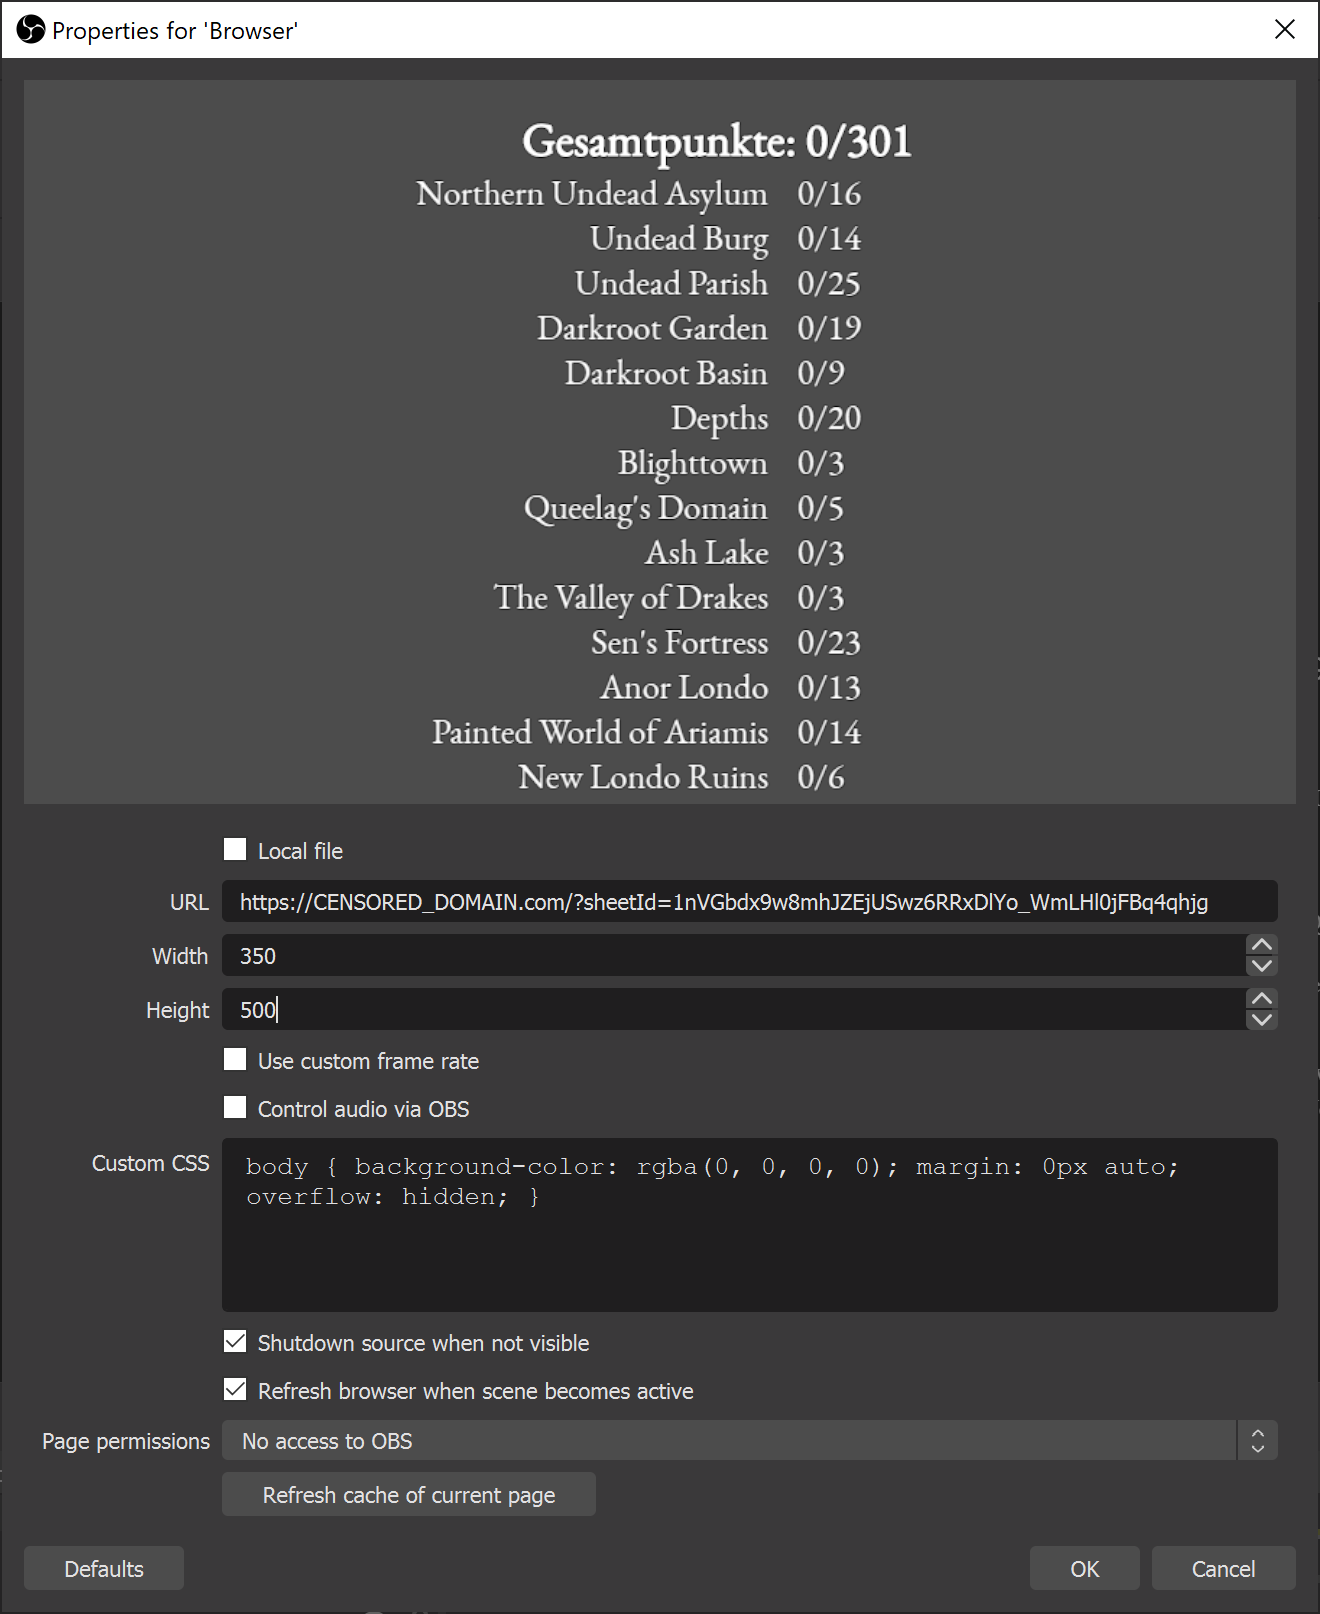 Properties for 'Browser'
Gesamtpunkte: 0/301
Northern Undead Asylum 0/16
Undead Burg 0/14
Undead Parish 0/25
Darkroot Garden 0/19
Darkroot Basin 0/9
Depths 0/20
Blighttown 0/3
Queelag's Domain 0/5
Ash Lake 0/3
The Valley of Drakes 0/3
Sen's Fortress 0/23
Anor Londo 0/13
Painted World of Ariamis 0/14
New Londo Ruins 0/6
Local file
URL https://CENSORED_DOMAIN.com/?sheetId=1nVGbdx9w8mhJZEjUSwz6RRxDlYo_WmLHl0jFBq4qhjg
Width 350
Height 500
Use custom frame rate
Control audio via OBS
Custom CSS body { background-color: rgba(0, 0, 0, 0); margin: 0px auto;
overflow: hidden; }
Shutdown source when not visible
Refresh browser when scene becomes active
Page permissions No access to OBS
Refresh cache of current page
Defaults OK Cancel